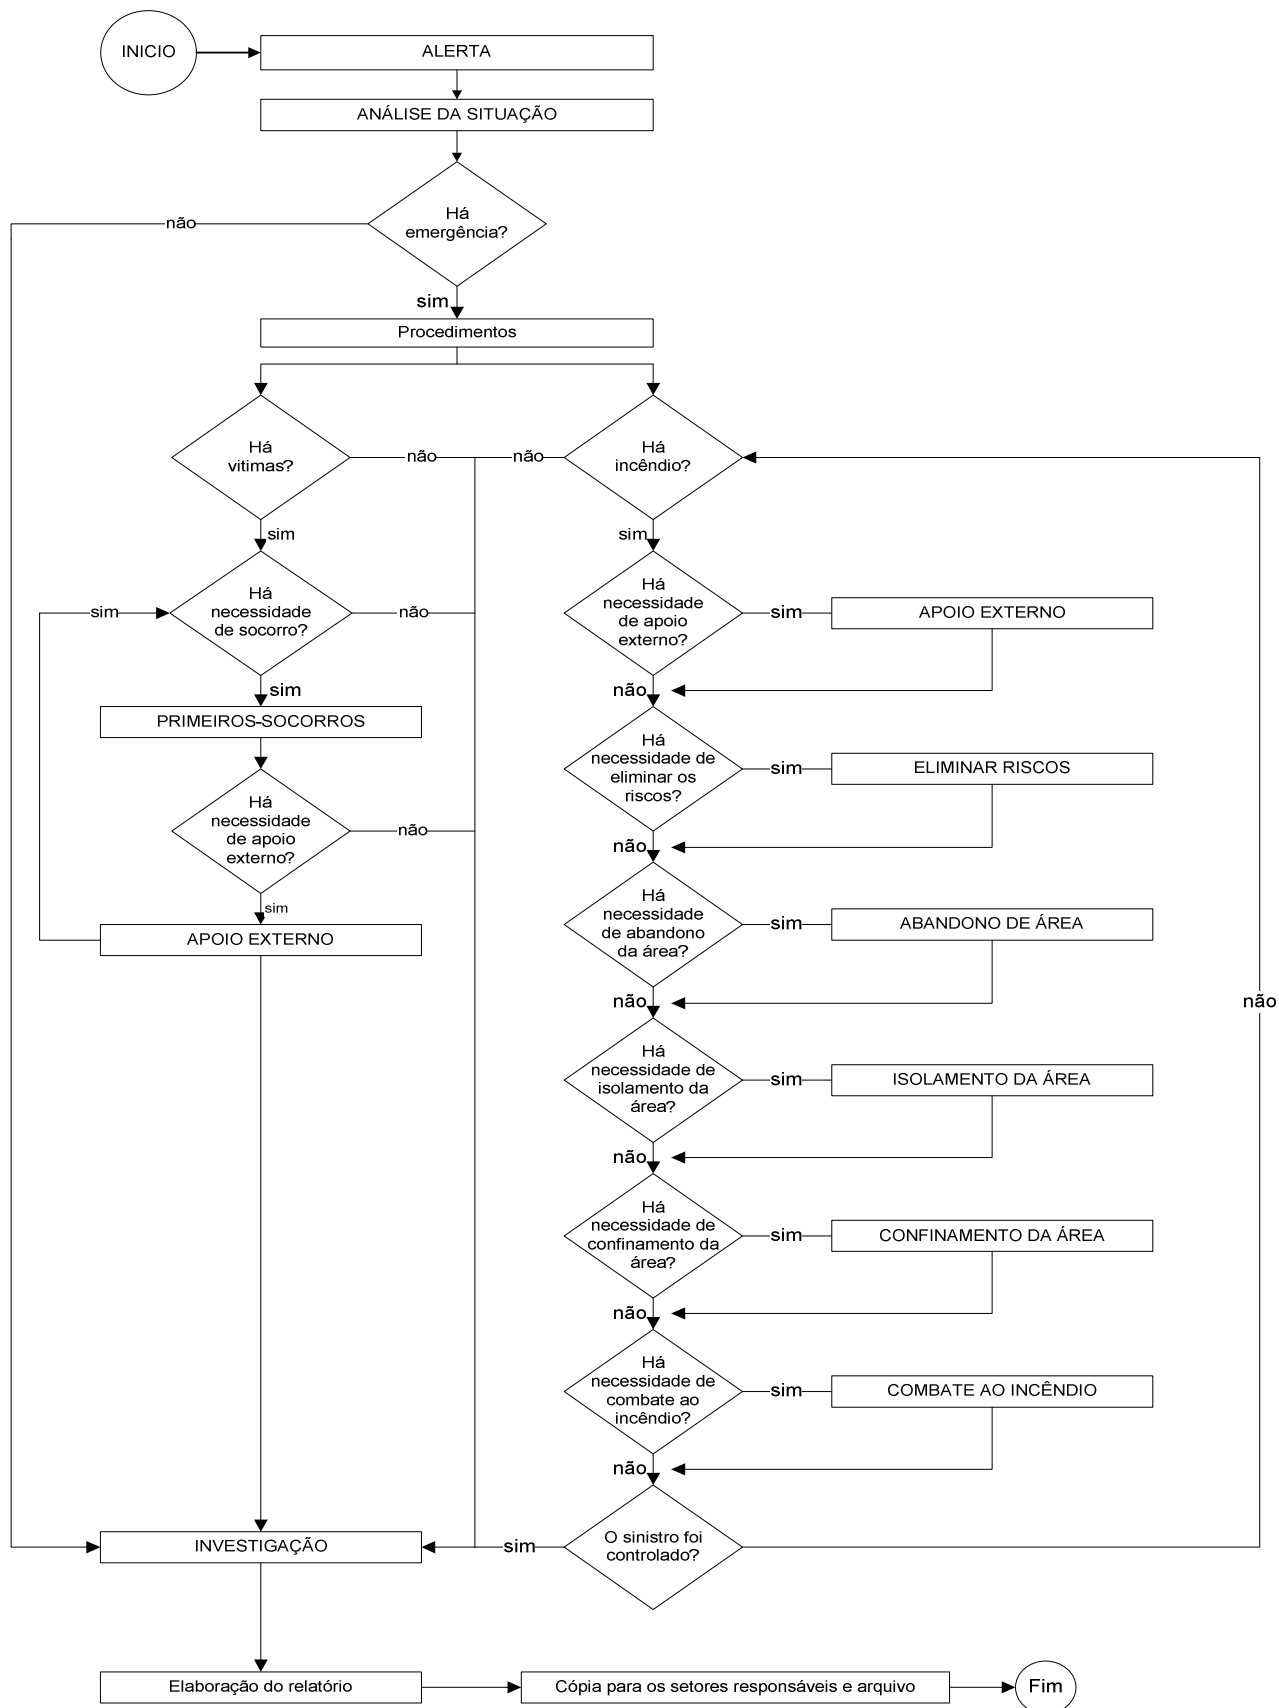 INICIO
ALERTA
ANÁLISE DA SITUAÇÃO
Há
emergência?
não
sim
Procedimentos
Há
vitimas?
não
não
Há
incêndio?
sim
sim
Há
necessidade
de socorro?
sim
não
Há
necessidade
de apoio
externo?
sim
APOIO EXTERNO
sim
não
PRIMEIROS-SOCORROS
Há
necessidade de
eliminar os
riscos?
sim
ELIMINAR RISCOS
Há
necessidade
de apoio
externo?
não
não
sim
Há
necessidade
de abandono
da área?
sim
ABANDONO DE ÁREA
APOIO EXTERNO
não
não
Há
necessidade de
isolamento da
área?
sim
ISOLAMENTO DA ÁREA
não
Há
necessidade de
confinamento da
área?
sim
CONFINAMENTO DA ÁREA
não
Há
necessidade de
combate ao
incêndio?
sim
COMBATE AO INCÊNDIO
não
O sinistro foi
controlado?
sim
INVESTIGAÇÃO
Elaboração do relatório
Cópia para os setores responsáveis e arquivo
Fim